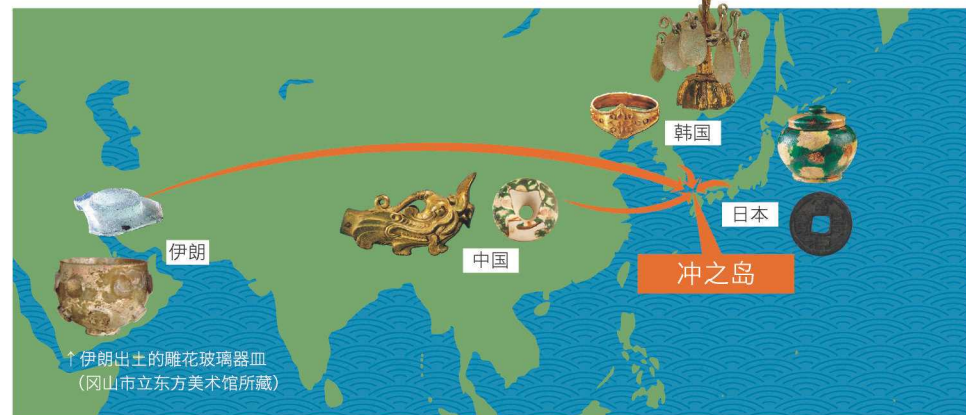 韩国
日本
伊朗
中国
冲之岛
↑伊朗出土的雕花玻璃器皿
（冈山市立东方美术馆所藏）